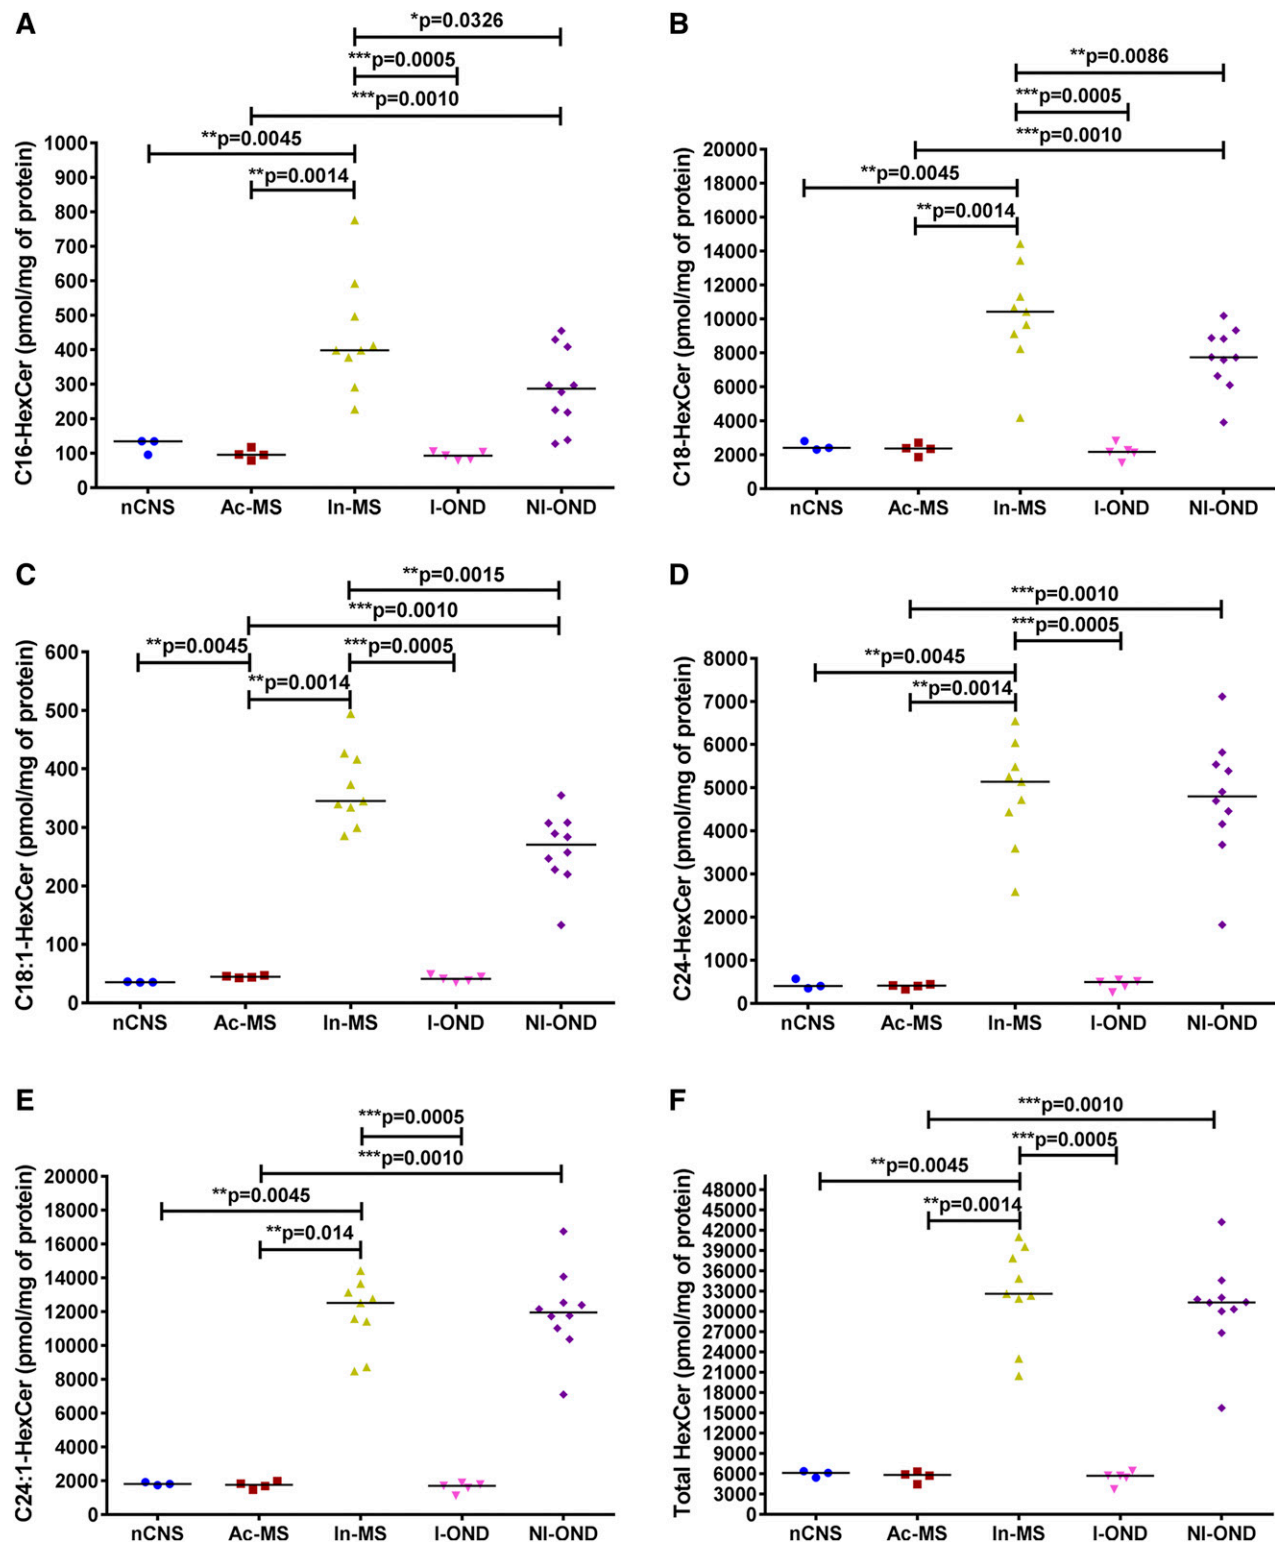 A
*p=0.0326
***p=0.0005
***p=0.0010
**p=0.0045
**p=0.0014
C16-HexCer (pmol/mg of protein)
1000
900
800
700
600
500
400
300
200
100
0
nCNS Ac-MS In-MS I-OND NI-OND
B
**p=0.0086
***p=0.0005
***p=0.0010
**p=0.0045
**p=0.0014
C18-HexCer (pmol/mg of protein)
20000
18000
16000
14000
12000
10000
8000
6000
4000
2000
0
nCNS Ac-MS In-MS I-OND NI-OND
C
**p=0.0015
***p=0.0010
**p=0.0045
***p=0.0005
**p=0.0014
C18:1-HexCer (pmol/mg of protein)
600
500
400
300
200
100
0
nCNS Ac-MS In-MS I-OND NI-OND
D
***p=0.0010
***p=0.0005
**p=0.0045
**p=0.0014
C24-HexCer (pmol/mg of protein)
8000
7000
6000
5000
4000
3000
2000
1000
0
nCNS Ac-MS In-MS I-OND NI-OND
E
***p=0.0005
***p=0.0010
**p=0.0045
**p=0.014
C24:1-HexCer (pmol/mg of protein)
20000
18000
16000
14000
12000
10000
8000
6000
4000
2000
0
nCNS Ac-MS In-MS I-OND NI-OND
F
***p=0.0010
***p=0.0005
**p=0.0045
**p=0.0014
Total HexCer (pmol/mg of protein)
48000
45000
42000
39000
36000
33000
30000
27000
24000
21000
18000
15000
12000
9000
6000
3000
0
nCNS Ac-MS In-MS I-OND NI-OND